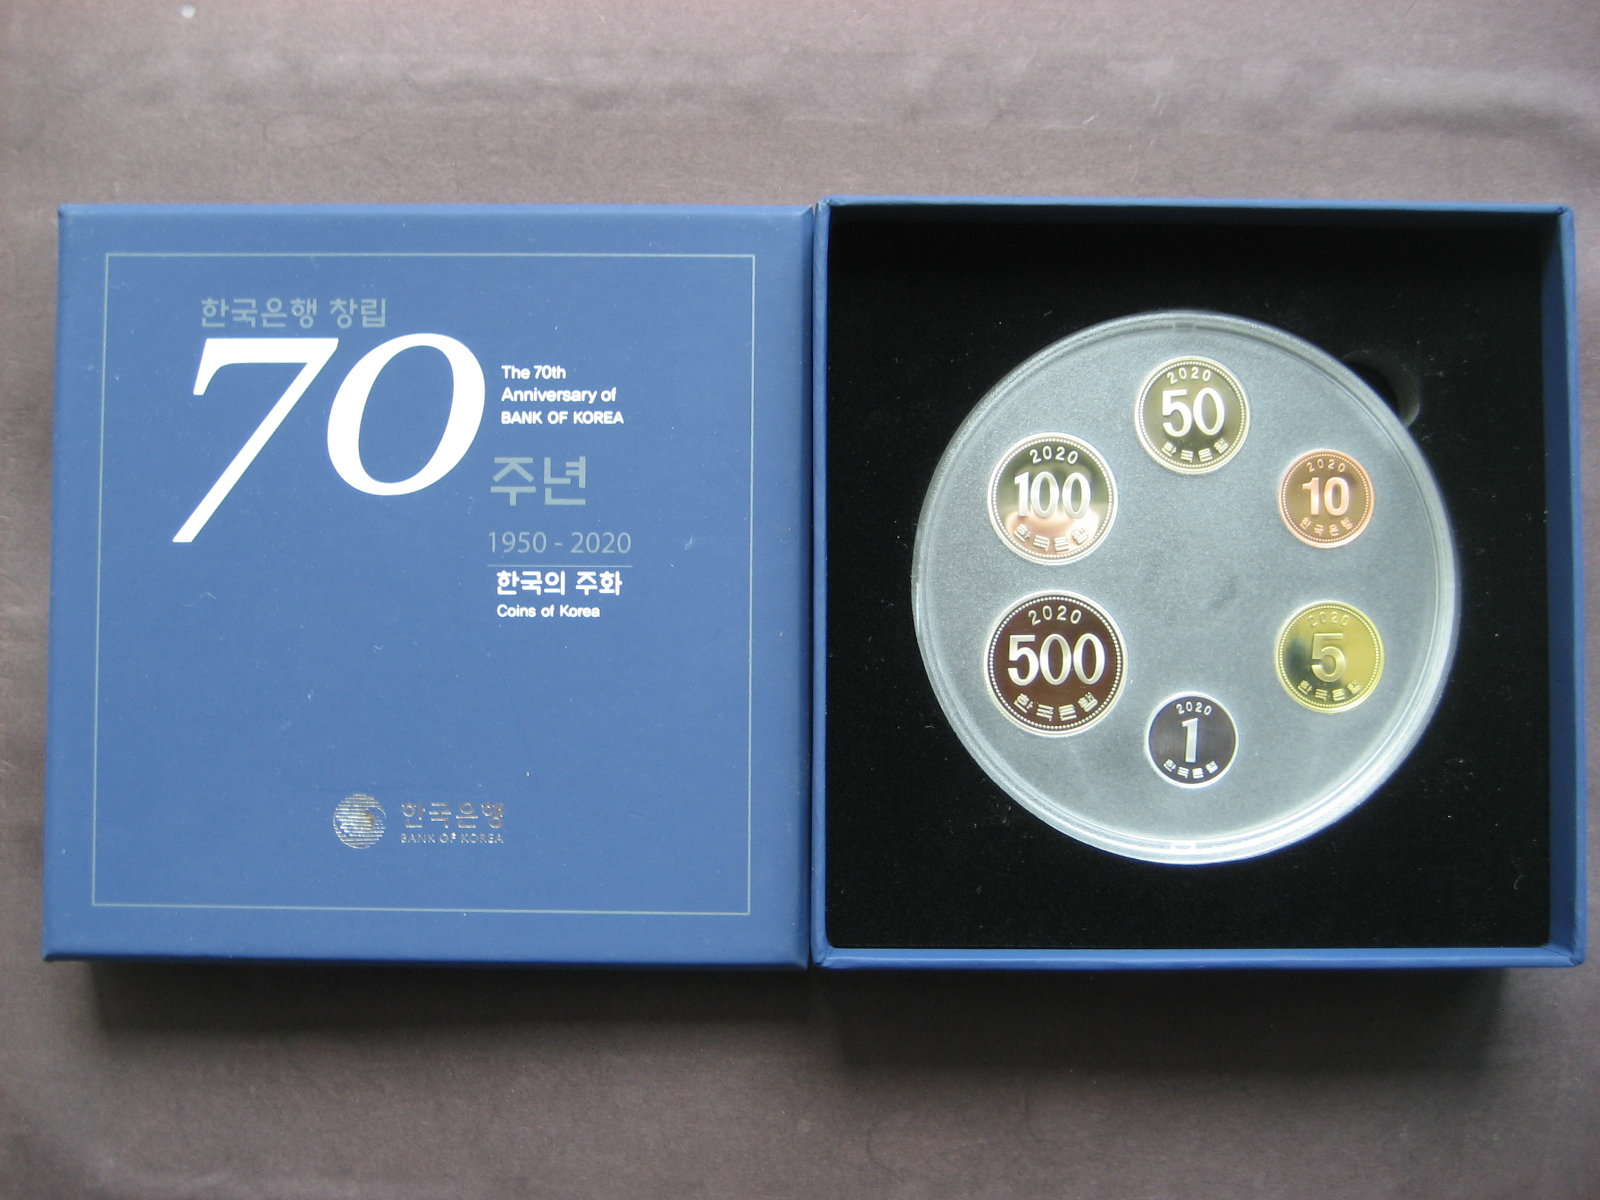 한국은행 창립
70
The 70th
Anniversary of
BANK OF KOREA
주년
1950 - 2020
한국의 주화
Coins of Korea
한국은행
BANK OF KOREA
2020
50
한국은행
2020
100
한국은행
2020
10
한국은행
2020
500
한국은행
2020
5
한국은행
2020
1
한국은행